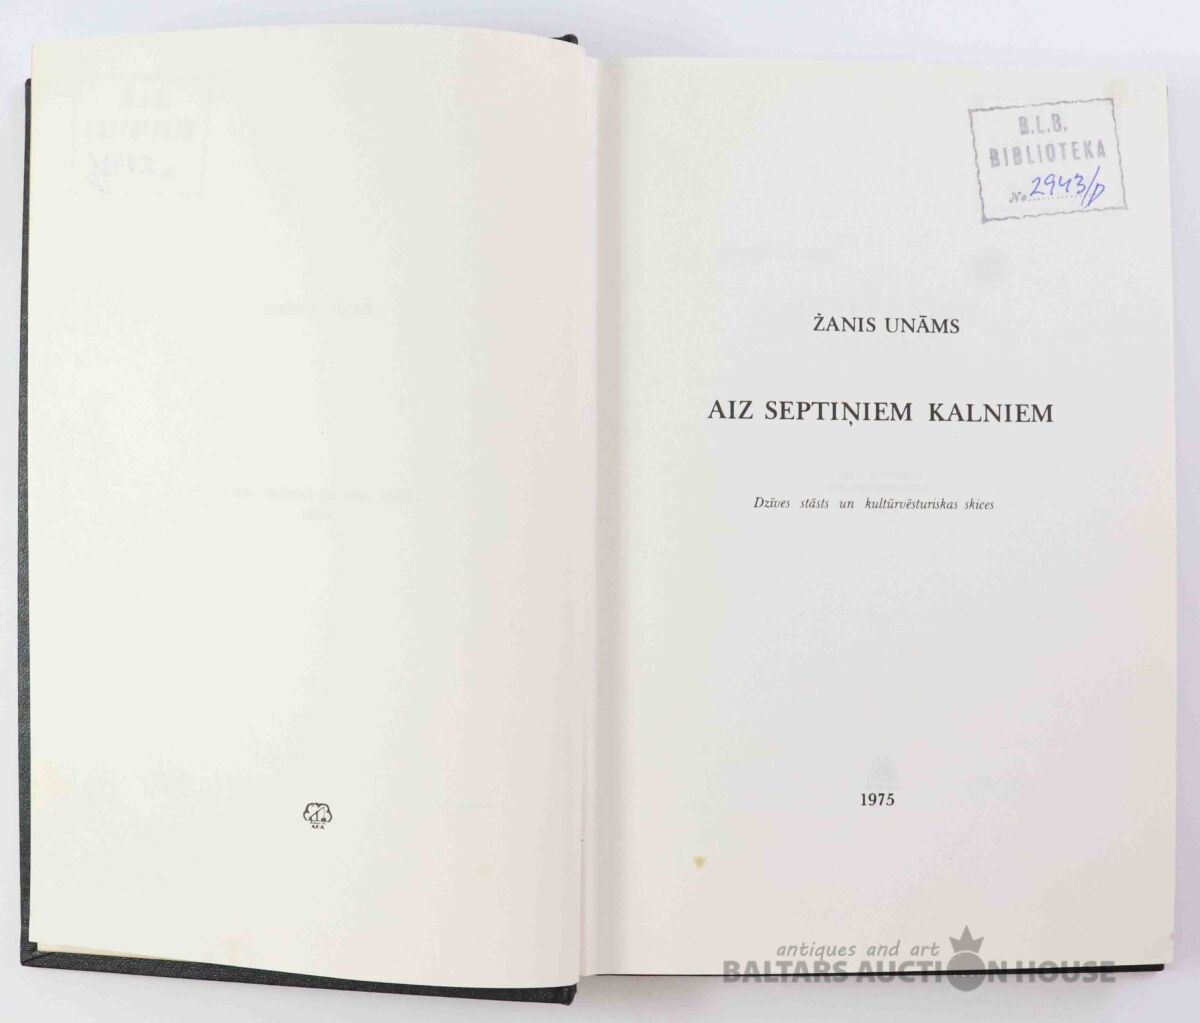 B.L.B.
BIBLIOTEKA
No. 2943/p
ŽANIS UNĀMS
AIZ SEPTIŅIEM KALNIEM
Dzīves stāsts un kultūrvēsturiskas skices
1975
antiques and art
BALTARS AUCTION HOUSE